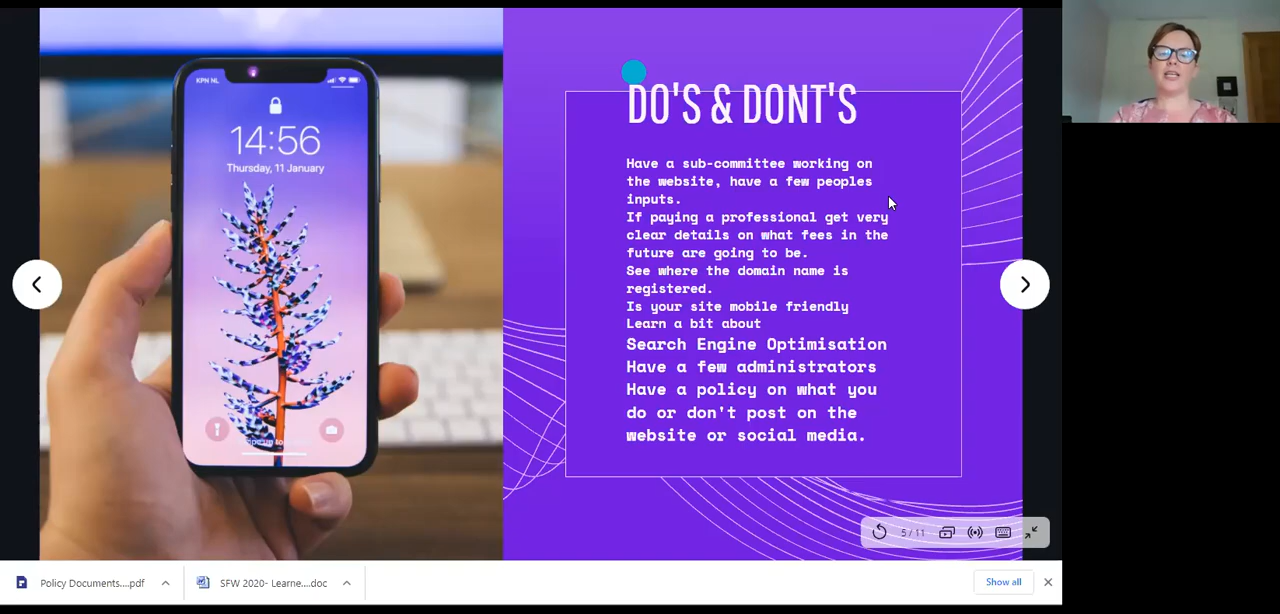 KPN NL
14:56
Thursday, 11 January
DO'S & DONT'S
Have a sub-committee working on
the website, have a few peoples
inputs.
If paying a professional get very
clear details on what fees in the
future are going to be.
See where the domain name is
registered.
Is your site mobile friendly
Learn a bit about
Search Engine Optimisation
Have a few administrators
Have a policy on what you
do or don't post on the
website or social media.
5 / 11
Policy Documents....pdf
SFW 2020- Learne....doc
Show all